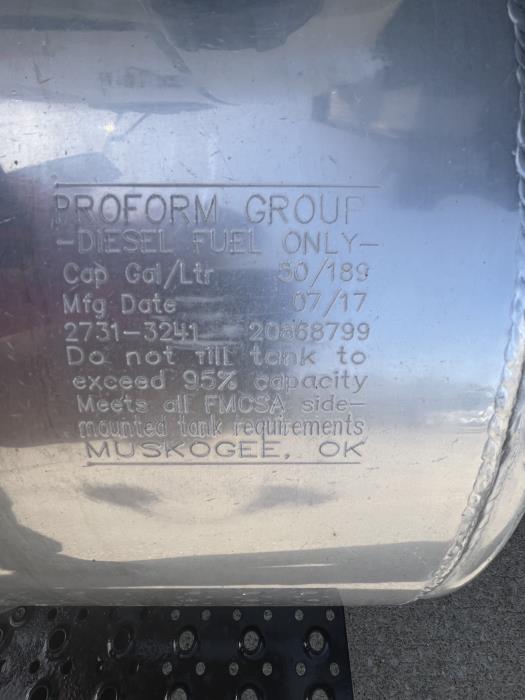 PROFORM GROUP
-DIESEL FUEL ONLY-
Cap Gal/Ltr 50/189
Mfg Date 07/17
2731-3241 20868799
Do not fill tank to
exceed 95% capacity
Meets all FMCSA side-
mounted tank requirements
MUSKOGEE, OK